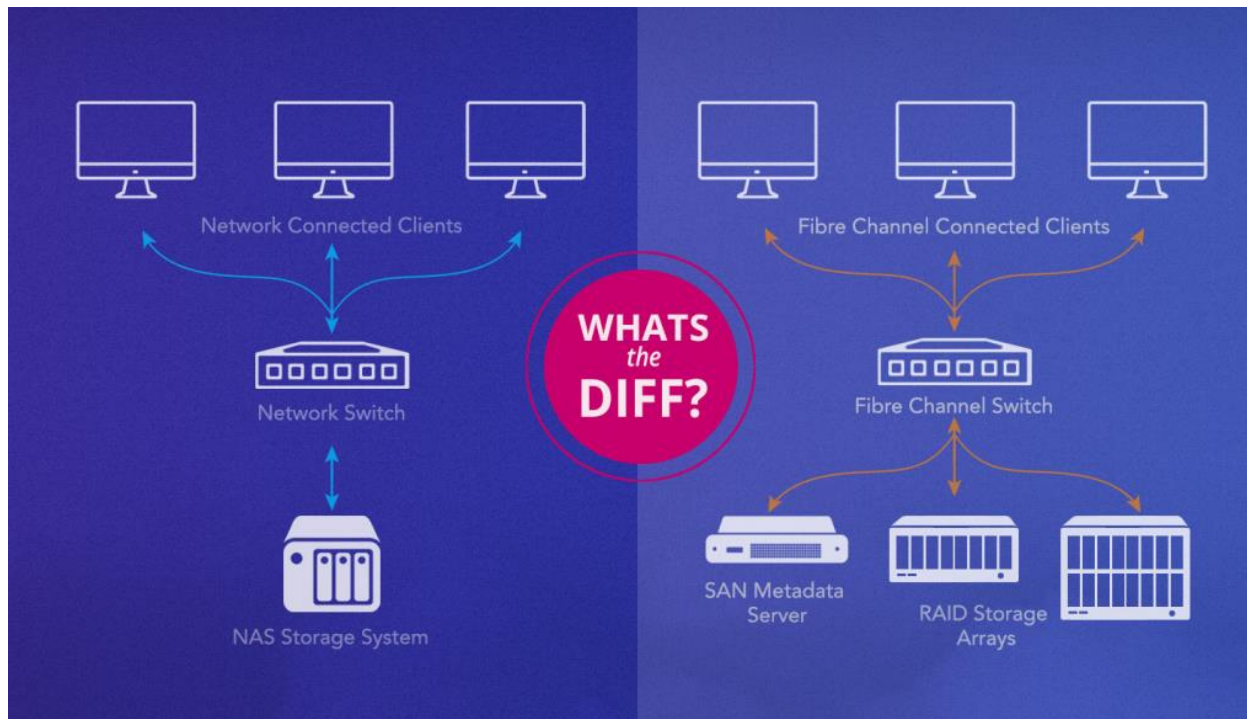 Network Connected Clients
Network Switch
NAS Storage System
WHATS
the
DIFF?
Fibre Channel Connected Clients
Fibre Channel Switch
SAN Metadata
Server
RAID Storage
Arrays